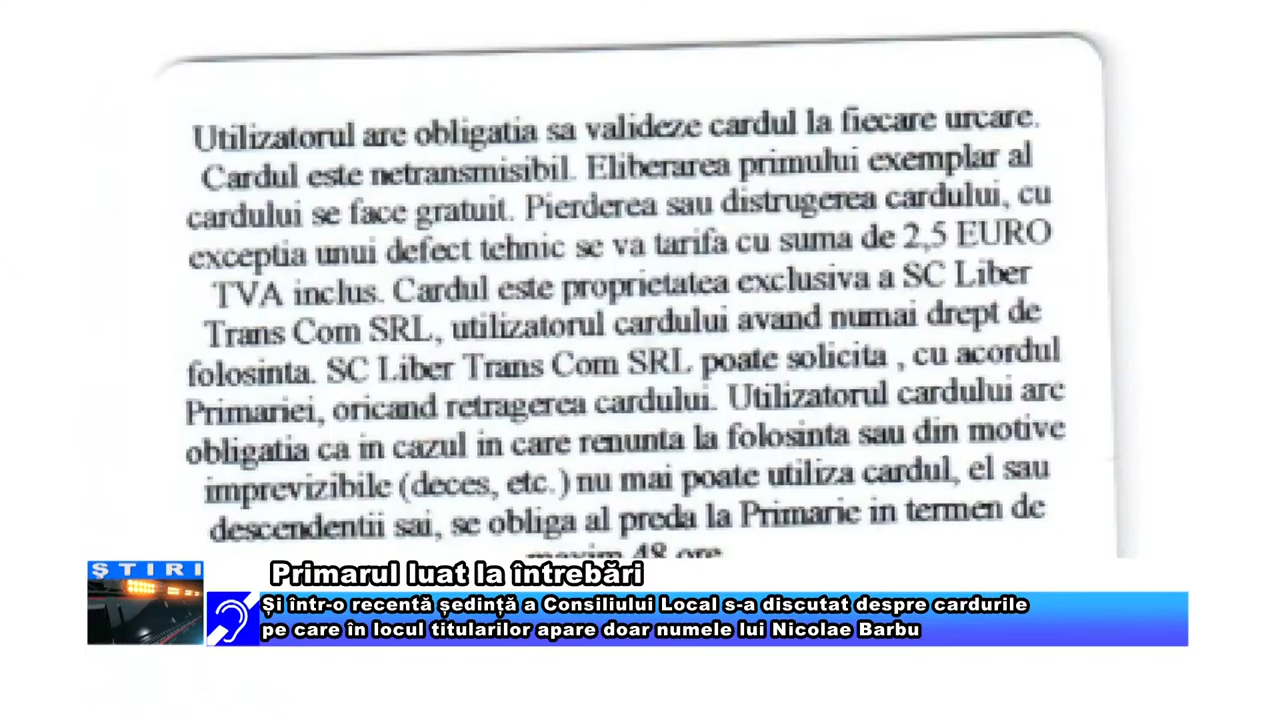 Utilizatorul are obligatia sa valideze cardul la fiecare urcare.
Cardul este netransmisibil. Eliberarea primului exemplar al
cardului se face gratuit. Pierderea sau distrugerea cardului, cu
exceptia unui defect tehnic se va tarifa cu suma de 2,5 EURO
TVA inclus. Cardul este proprietatea exclusiva a SC Liber
Trans Com SRL, utilizatorul cardului avand numai drept de
folosinta. SC Liber Trans Com SRL poate solicita , cu acordul
Primariei, oricand retragerea cardului. Utilizatorul cardului are
obligatia ca in cazul in care renunta la folosinta sau din motive
imprevizibile (deces, etc.) nu mai poate utiliza cardul, el sau
descendentii sai, se obliga al preda la Primarie in termen de
maxim 48 ore
ȘTIRI
Primarul luat la întrebări
Și într-o recentă ședință a Consiliului Local s-a discutat despre cardurile
pe care în locul titularilor apare doar numele lui Nicolae Barbu